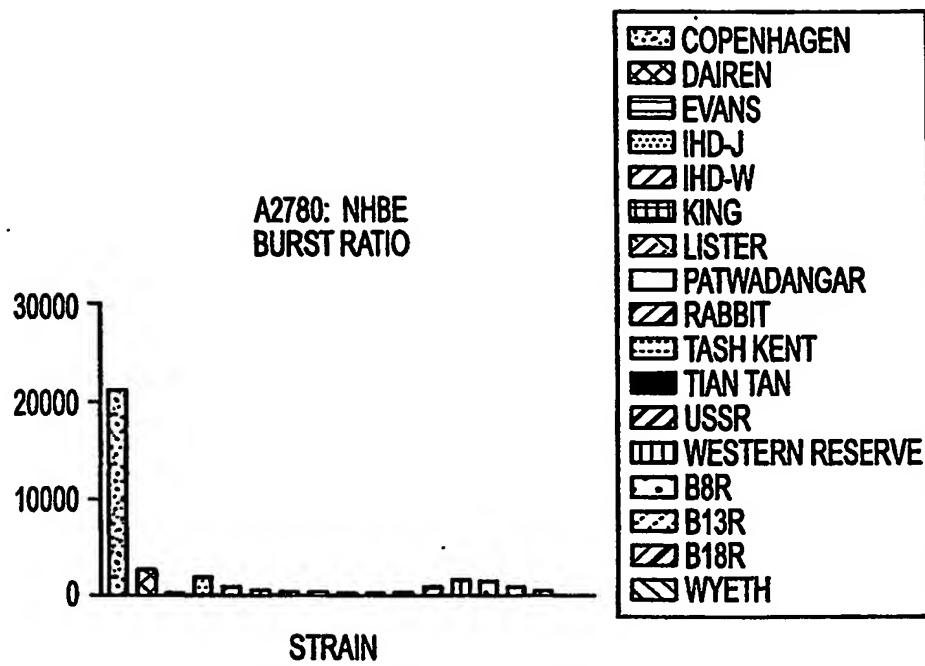 A2780: NHBE
BURST RATIO
30000
20000
10000
0
STRAIN
COPENHAGEN
DAIREN
EVANS
IHD-J
IHD-W
KING
LISTER
PATWADANGAR
RABBIT
TASH KENT
TIAN TAN
USSR
WESTERN RESERVE
B8R
B13R
B18R
WYETH